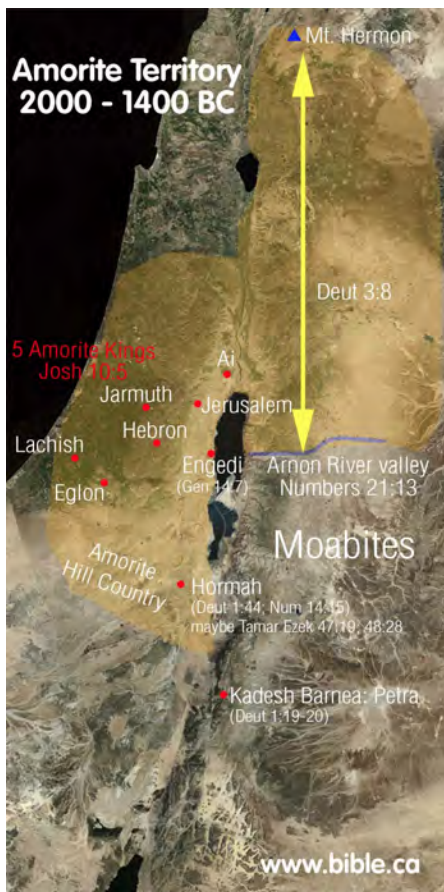 Mt. Hermon
Amorite Territory
2000 - 1400 BC
Deut 3:8
5 Amorite Kings
Josh 10:5
Ai
Jarmuth
Jerusalem
Hebron
Lachish
Engedi
(Gen 14:7)
Eglon
Arnon River valley
Numbers 21:13
Moabites
Amorite
Hill Country
Hormah
(Deut 1:44; Num 14:45)
maybe Tamar Ezek 47:19; 48:28
Kadesh Barnea: Petra
(Deut 1:19-20)
www.bible.ca